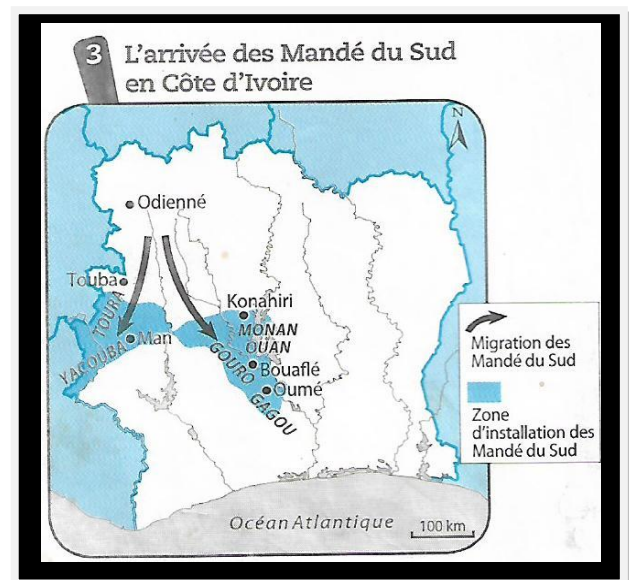 3 L'arrivée des Mandé du Sud
en Côte d'Ivoire
N
Odienné
Touba
TOURA
Konahiri
MONAN
OUAN
Man
YACOUBA
GOURO
Bouaflé
Oumé
GAGOU
Migration des
Mandé du Sud
Zone
d'installation des
Mandé du Sud
Océan Atlantique
100 km